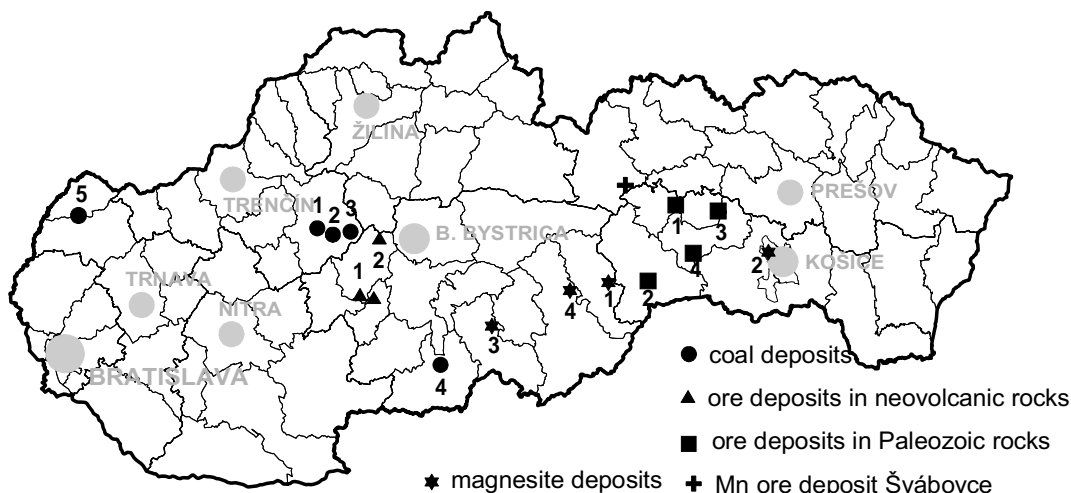 ŽILINA
5
TRENČÍN
1
2
3
PREŠOV
1
3
B. BYSTRICA
2
4
2
KOŠICE
TRNAVA
1
NITRA
2
1
4
3
BRATISLAVA
4
coal deposits
ore deposits in neovolcanic rocks
ore deposits in Paleozoic rocks
magnesite deposits
Mn ore deposit Švábovce